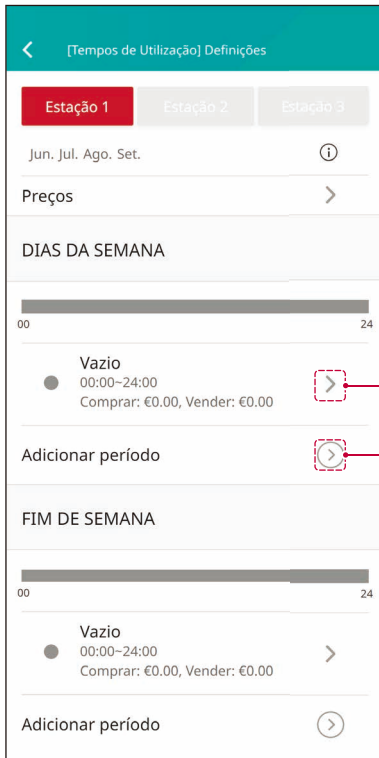 [Tempos de Utilização] Definições
Estação 1 Estação 2 Estação 3
Jun. Jul. Ago. Set.
Preços
DIAS DA SEMANA
00 24
Vazio
00:00~24:00
Comprar: €0.00, Vender: €0.00
Adicionar período
FIM DE SEMANA
00 24
Vazio
00:00~24:00
Comprar: €0.00, Vender: €0.00
Adicionar período